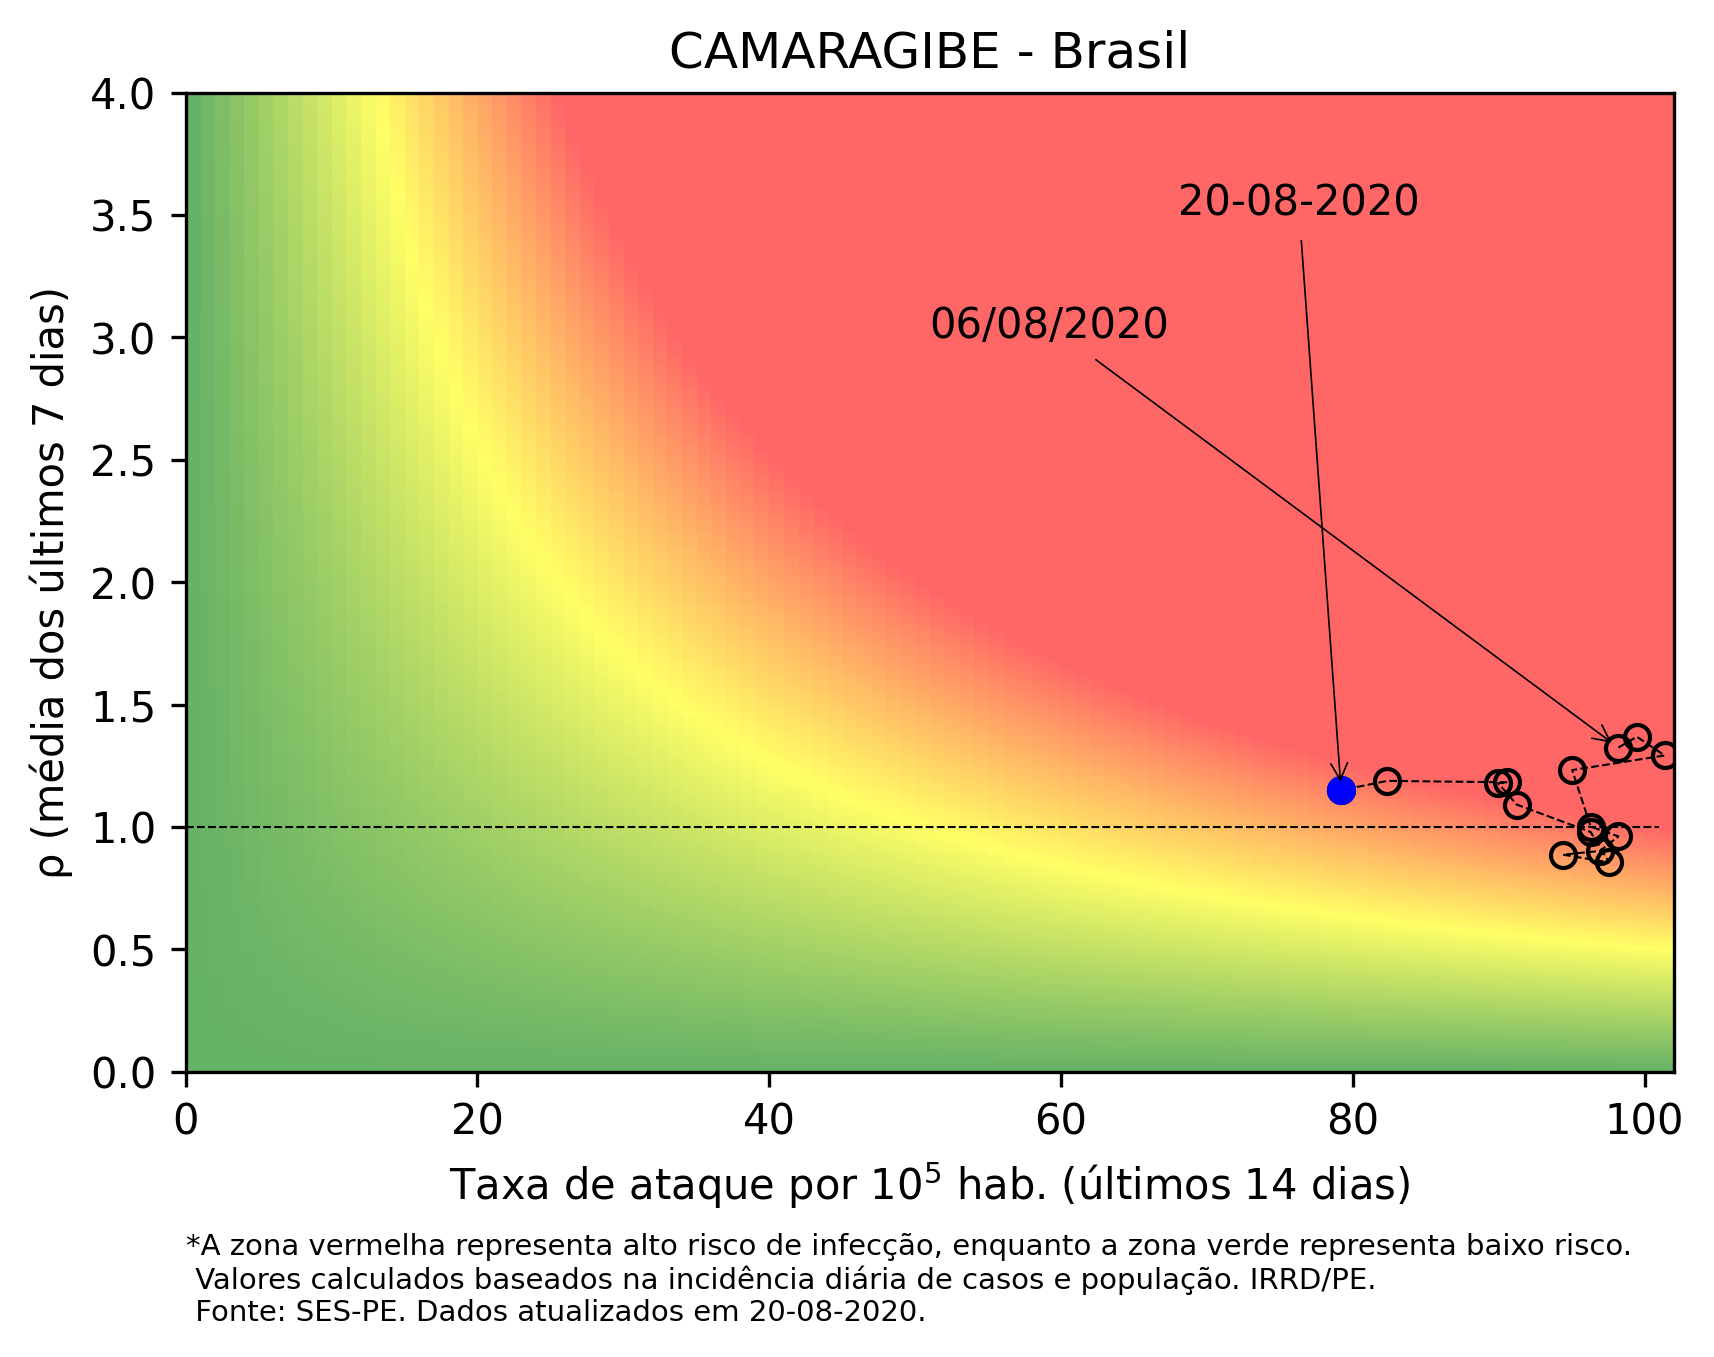 CAMARAGIBE - Brasil
4.0
3.5
3.0
2.5
2.0
1.5
1.0
0.5
0.0
ρ (média dos últimos 7 dias)
20-08-2020
06/08/2020
0 20 40 60 80 100
Taxa de ataque por 10⁵ hab. (últimos 14 dias)
*A zona vermelha representa alto risco de infecção, enquanto a zona verde representa baixo risco.
Valores calculados baseados na incidência diária de casos e população. IRRD/PE.
Fonte: SES-PE. Dados atualizados em 20-08-2020.